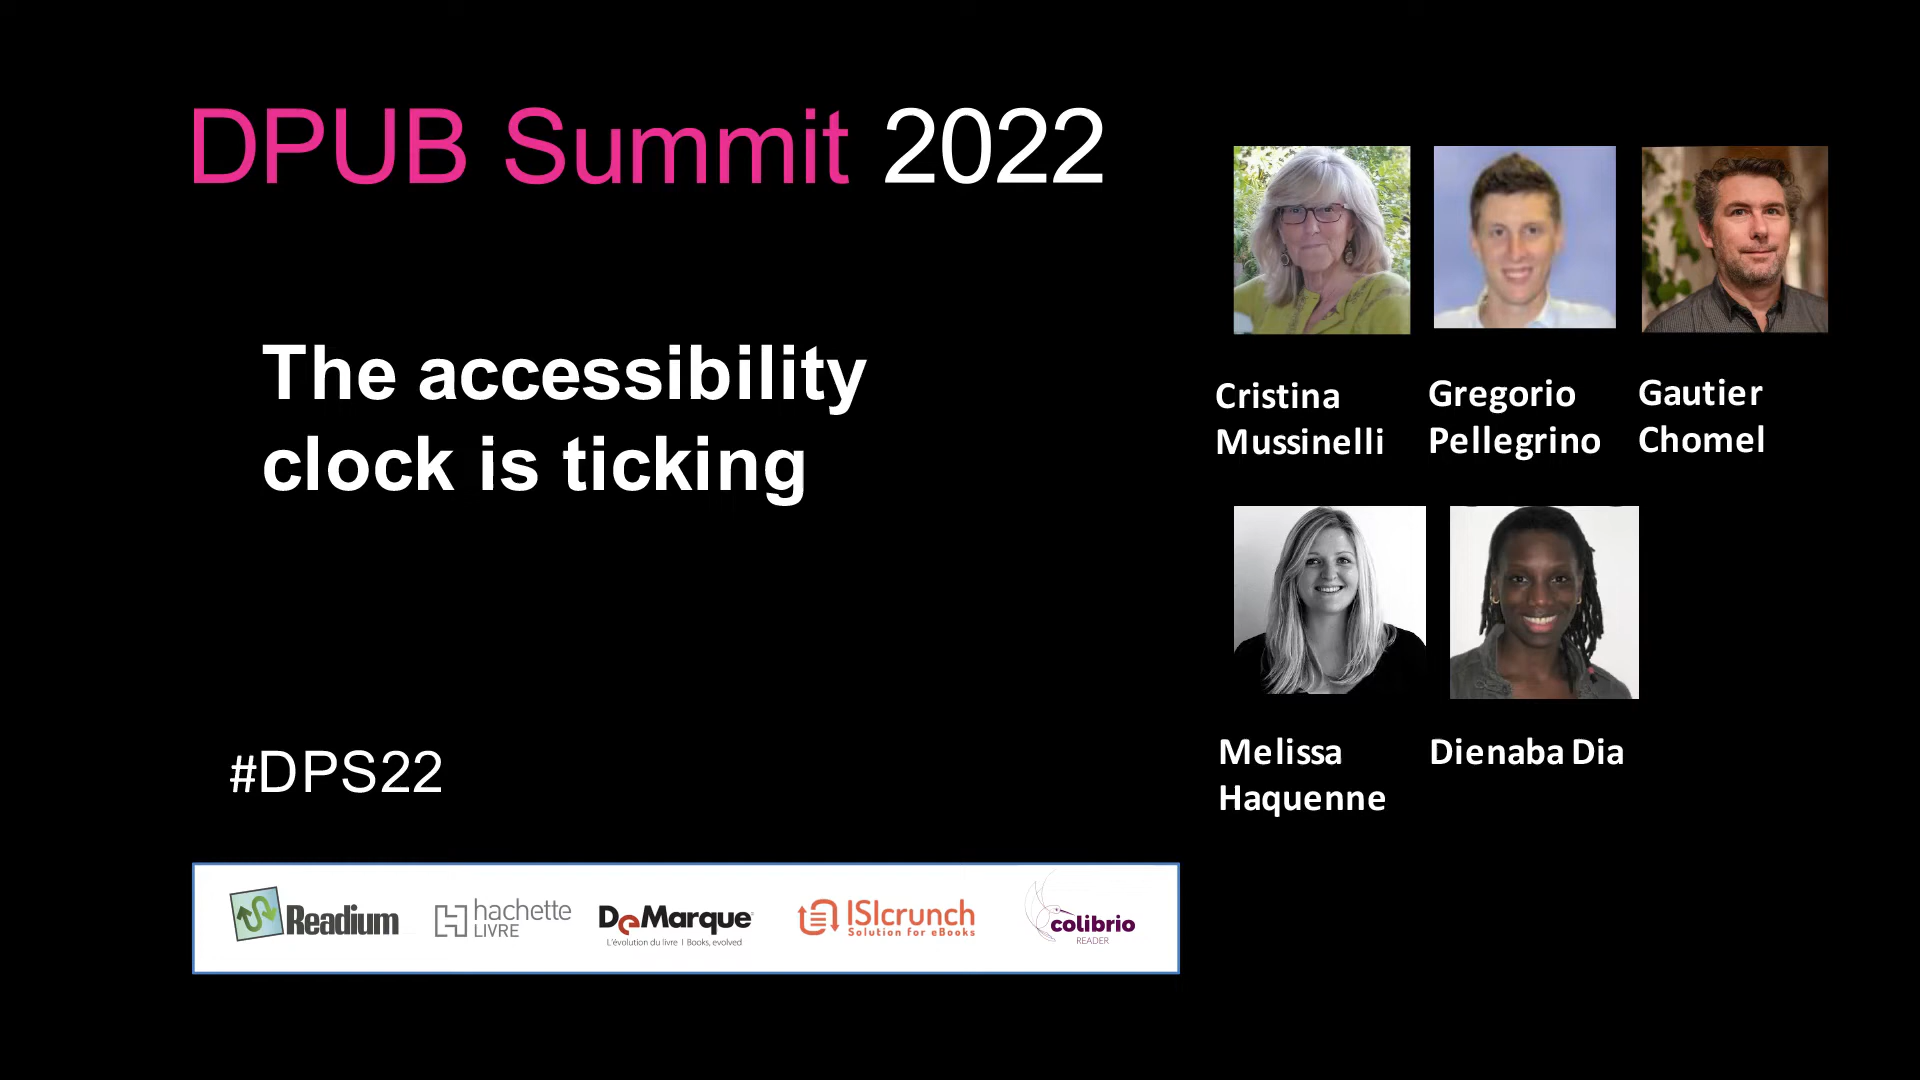 DPUB Summit 2022
The accessibility
clock is ticking
#DPS22
Cristina
Mussinelli
Gregorio
Pellegrino
Gautier
Chomel
Melissa
Haquenne
Dienaba Dia
Readium
hachette
LIVRE
DeMarque
L'évolution du livre | Books, evolved
ISIcrunch
Solution for eBooks
colibrio
READER